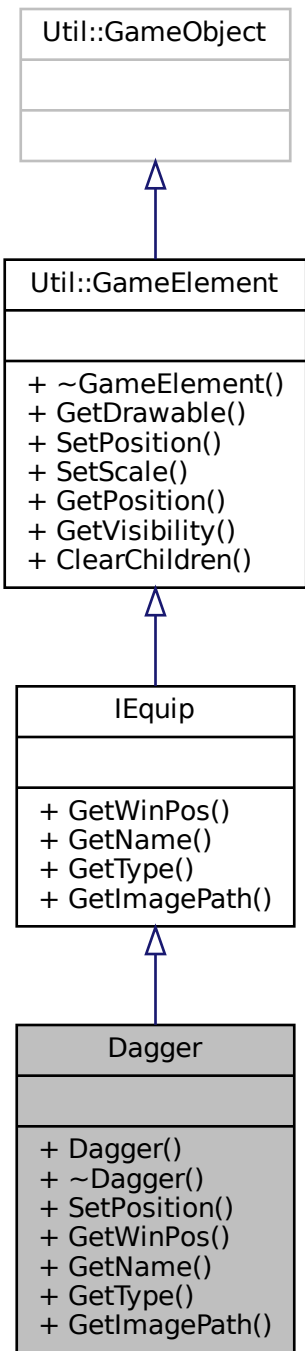 Util::GameObject
Util::GameElement
+ ~GameElement()
+ GetDrawable()
+ SetPosition()
+ SetScale()
+ GetPosition()
+ GetVisibility()
+ ClearChildren()
IEquip
+ GetWinPos()
+ GetName()
+ GetType()
+ GetImagePath()
Dagger
+ Dagger()
+ ~Dagger()
+ SetPosition()
+ GetWinPos()
+ GetName()
+ GetType()
+ GetImagePath()